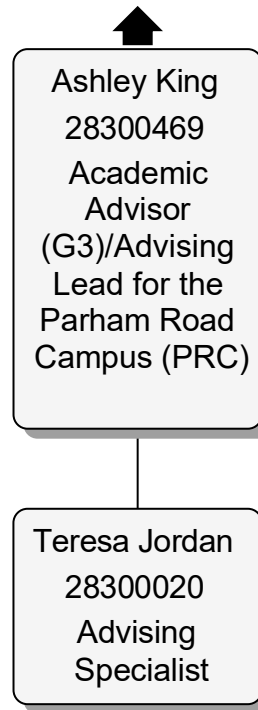 Ashley King
28300469
Academic
Advisor
(G3)/Advising
Lead for the
Parham Road
Campus (PRC)
Teresa Jordan
28300020
Advising
Specialist